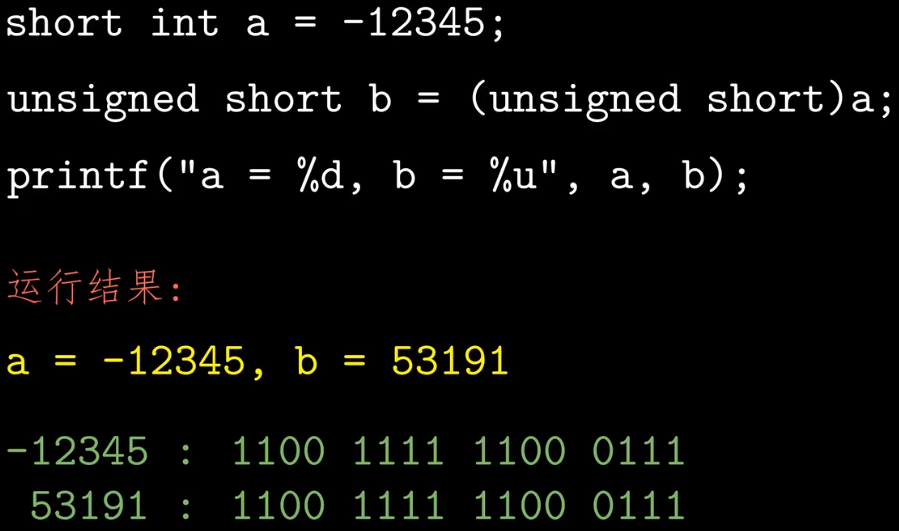 short int a = -12345;
unsigned short b = (unsigned short)a;
printf("a = %d, b = %u", a, b);
运行结果:
a = -12345, b = 53191
-12345 : 1100 1111 1100 0111
53191 : 1100 1111 1100 0111